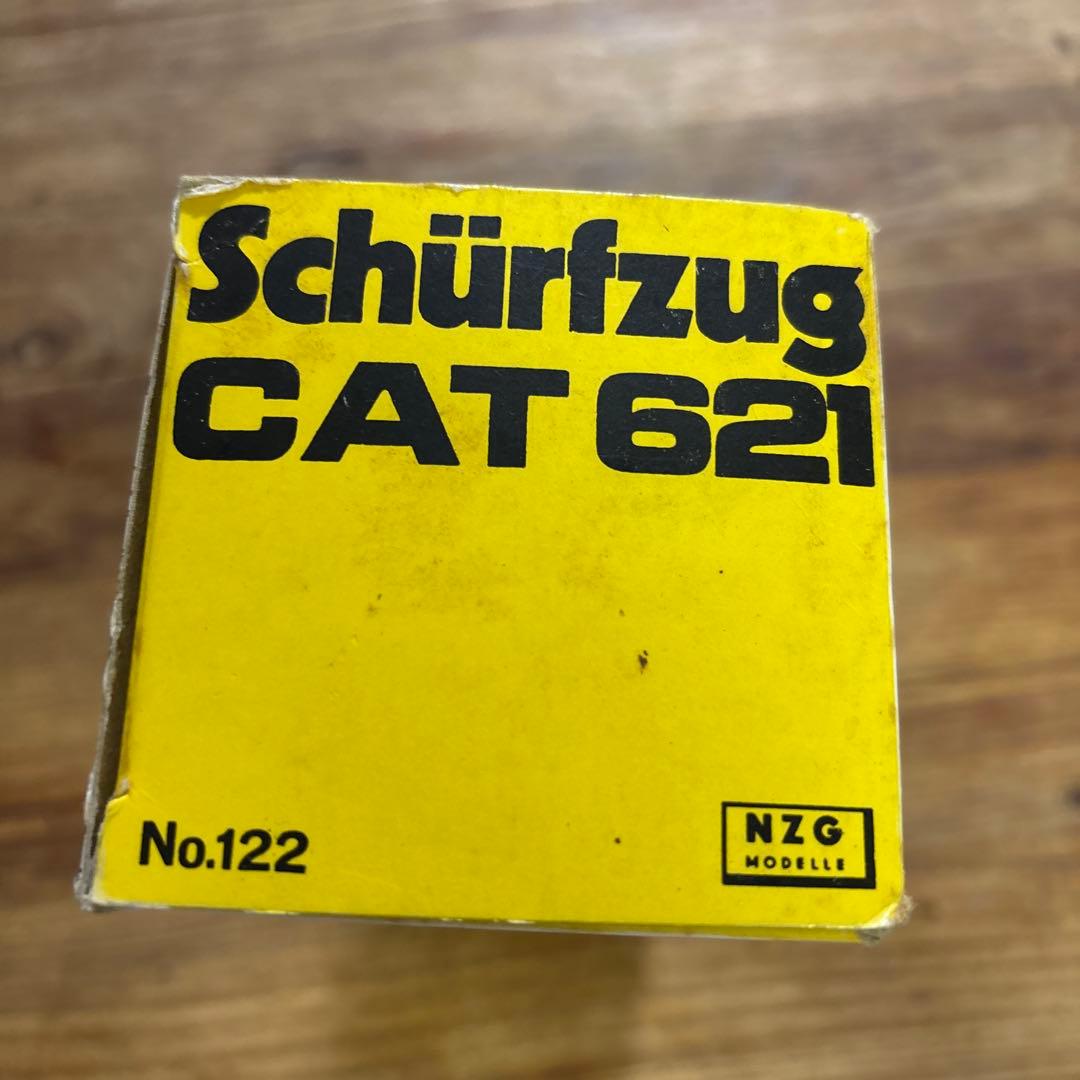 Schürfzug
CAT 621
No.122
NZG
MODELLE